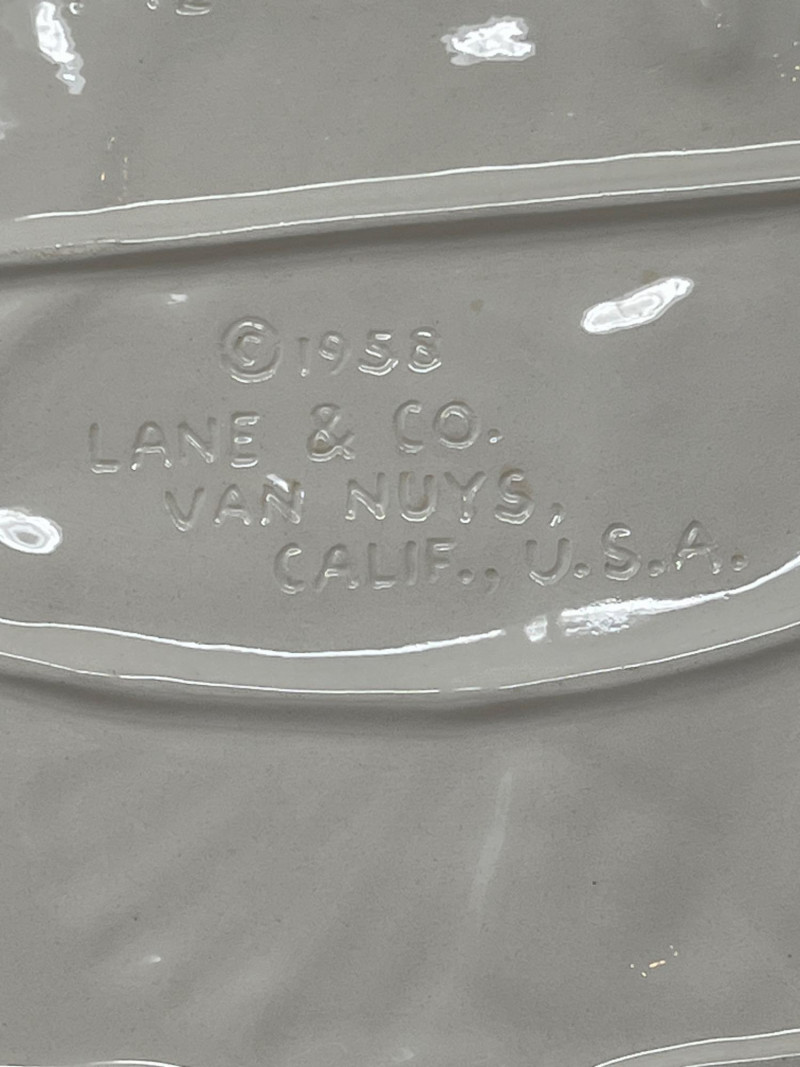 ©1958
LANE & CO.
VAN NUYS,
CALIF., U.S.A.